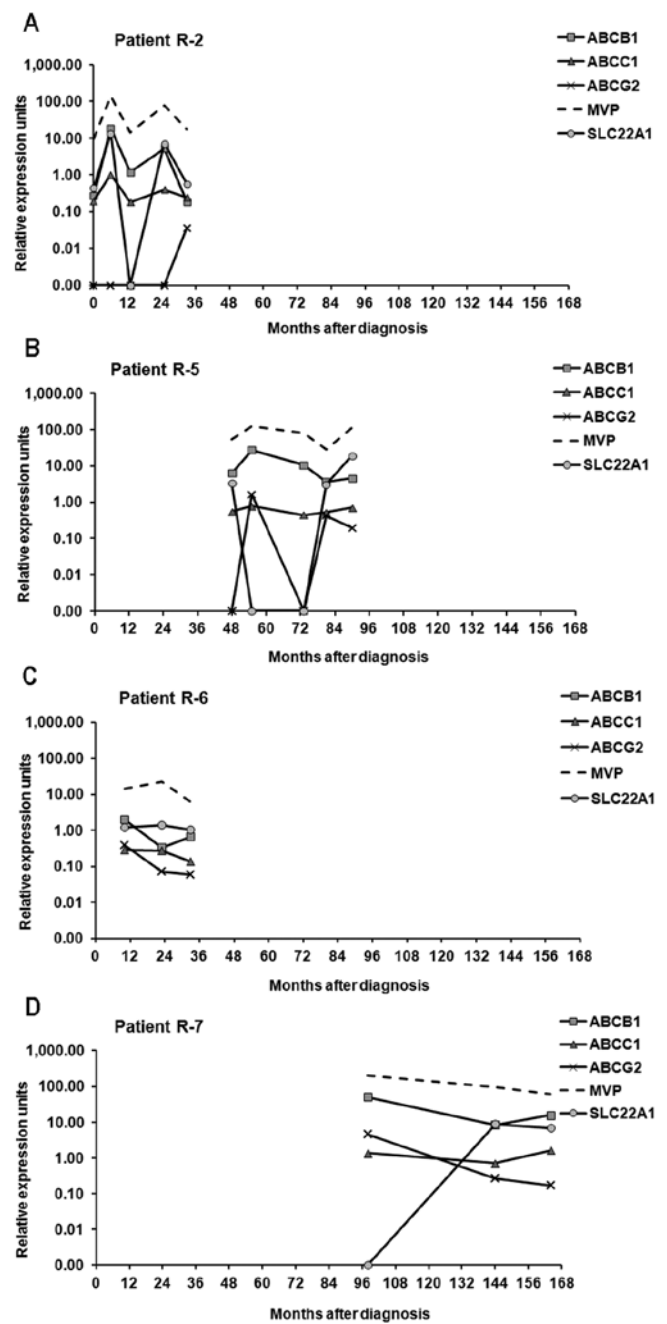 A
Patient R-2
ABCB1
ABCC1
ABCG2
MVP
SLC22A1
Relative expression units
1,000.00
100.00
10.00
1.00
0.10
0.01
0.00
0 12 24 36 48 60 72 84 96 108 120 132 144 156 168
Months after diagnosis
B
Patient R-5
ABCB1
ABCC1
ABCG2
MVP
SLC22A1
Relative expression units
1,000.00
100.00
10.00
1.00
0.10
0.01
0.00
0 12 24 36 48 60 72 84 96 108 120 132 144 156 168
Months after diagnosis
C
Patient R-6
ABCB1
ABCC1
ABCG2
MVP
SLC22A1
Relative expression units
1,000.00
100.00
10.00
1.00
0.10
0.01
0.00
0 12 24 36 48 60 72 84 96 108 120 132 144 156 168
Months after diagnosis
D
Patient R-7
ABCB1
ABCC1
ABCG2
MVP
SLC22A1
Relative expression units
1,000.00
100.00
10.00
1.00
0.10
0.01
0.00
0 12 24 36 48 60 72 84 96 108 120 132 144 156 168
Months after diagnosis